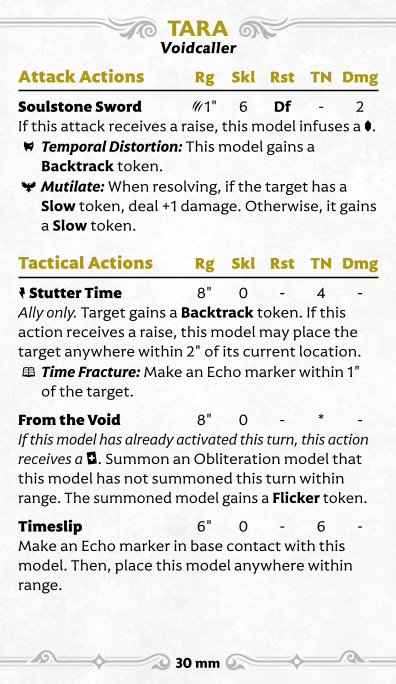 TARA
Voidcaller
Attack Actions Rg Skl Rst TN Dmg
Soulstone Sword 1" 6 Df - 2
If this attack receives a raise, this model infuses a .
Temporal Distortion: This model gains a
Backtrack token.
Mutilate: When resolving, if the target has a
Slow token, deal +1 damage. Otherwise, it gains
a Slow token.
Tactical Actions Rg Skl Rst TN Dmg
Stutter Time 8" 0 - 4 -
Ally only. Target gains a Backtrack token. If this
action receives a raise, this model may place the
target anywhere within 2" of its current location.
Time Fracture: Make an Echo marker within 1"
of the target.
From the Void 8" 0 - * -
If this model has already activated this turn, this action
receives a . Summon an Obliteration model that
this model has not summoned this turn within
range. The summoned model gains a Flicker token.
Timeslip 6" 0 - 6 -
Make an Echo marker in base contact with this
model. Then, place this model anywhere within
range.
30 mm